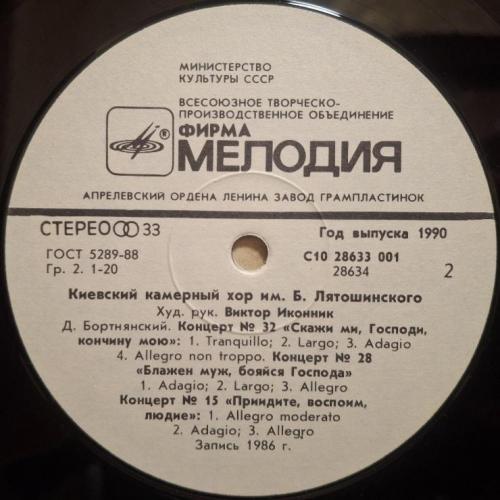 МИНИСТЕРСТВО
КУЛЬТУРЫ СССР
ВСЕСОЮЗНОЕ ТВОРЧЕСКО-
ПРОИЗВОДСТВЕННОЕ ОБЪЕДИНЕНИЕ
® ФИРМА
МЕЛОДИЯ
АПРЕЛЕВСКИЙ ОРДЕНА ЛЕНИНА ЗАВОД ГРАМПЛАСТИНОК
СТЕРЕО 33 Год выпуска 1990
ГОСТ 5289-88 С10 28633 001
Гр. 2. 1-20 28634 2
Киевский камерный хор им. Б. Лятошинского
Худ. рук. Виктор Иконник
Д. Бортнянский. Концерт № 32 «Скажи ми, Господи,
кончину мою»: 1. Tranquillo; 2. Largo; 3. Adagio
4. Allegro non troppo. Концерт № 28
«Блажен муж, бояйся Господа»
1. Adagio; 2. Largo; 3. Allegro
Концерт № 15 «Приидите, воспоим,
людие»: 1. Allegro moderato
2. Adagio; 3. Allegro
Запись 1986 г.